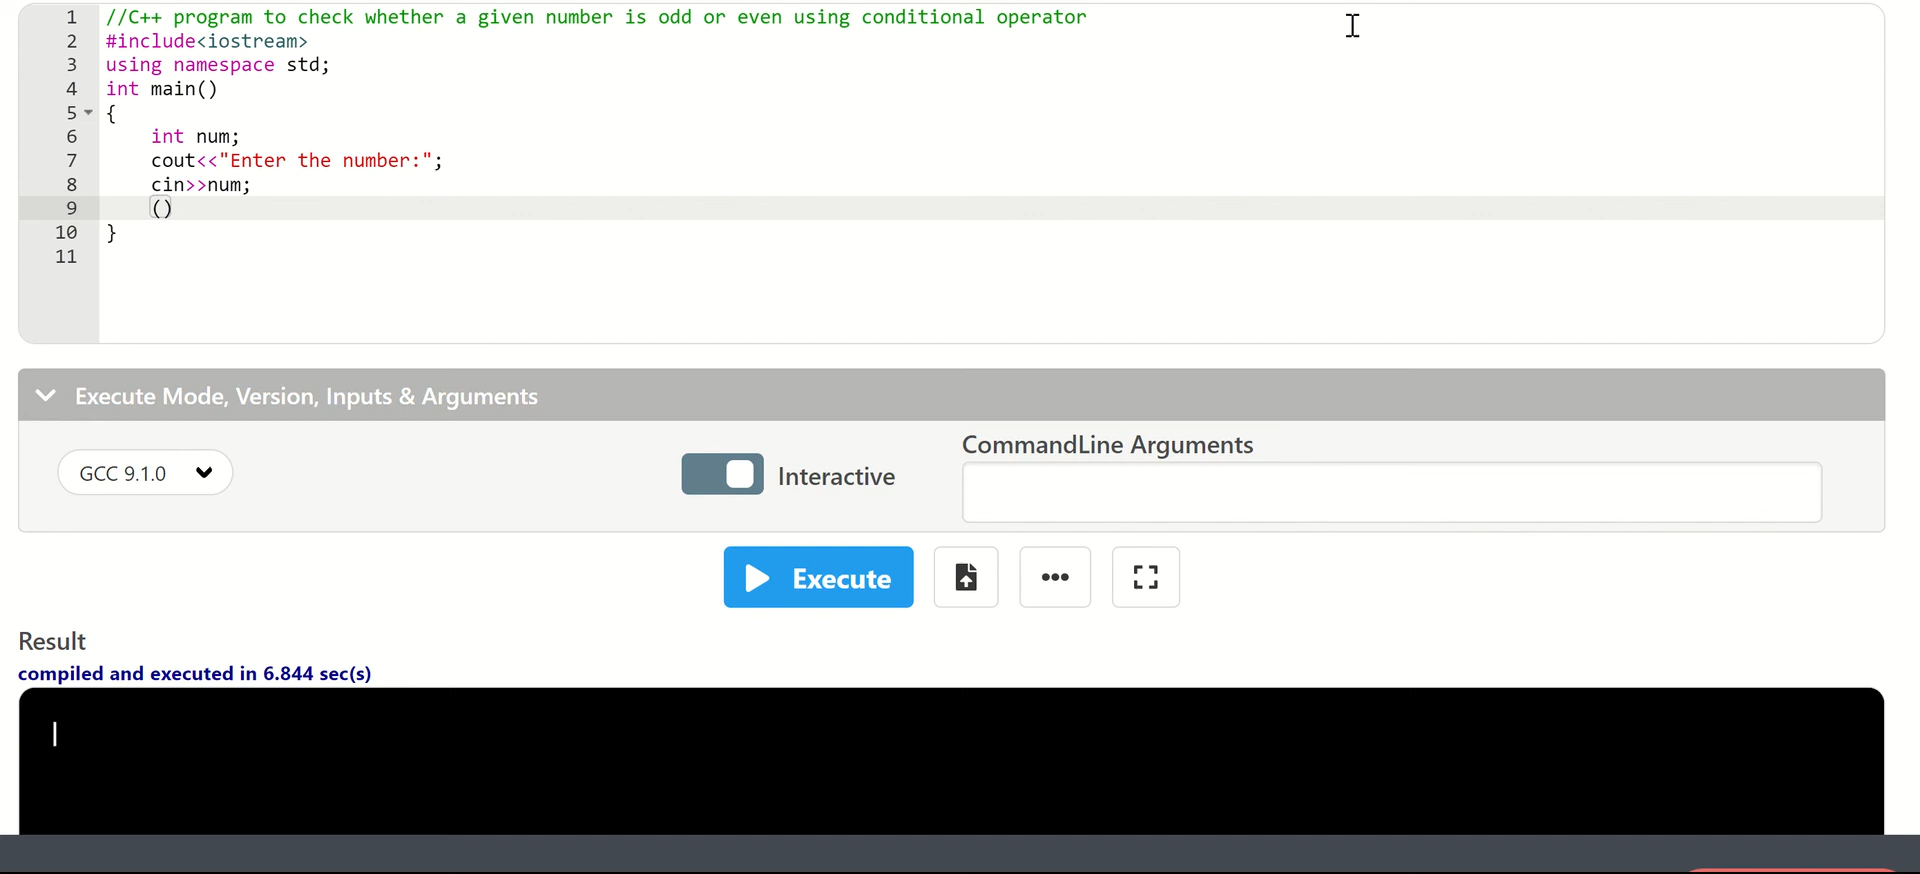 1 //C++ program to check whether a given number is odd or even using conditional operator
2 #include<iostream>
3 using namespace std;
4 int main()
5 {
6     int num;
7     cout<<"Enter the number:";
8     cin>>num;
9     ()
10 }
11
Execute Mode, Version, Inputs & Arguments
CommandLine Arguments
GCC 9.1.0
Interactive
Execute
Result
compiled and executed in 6.844 sec(s)